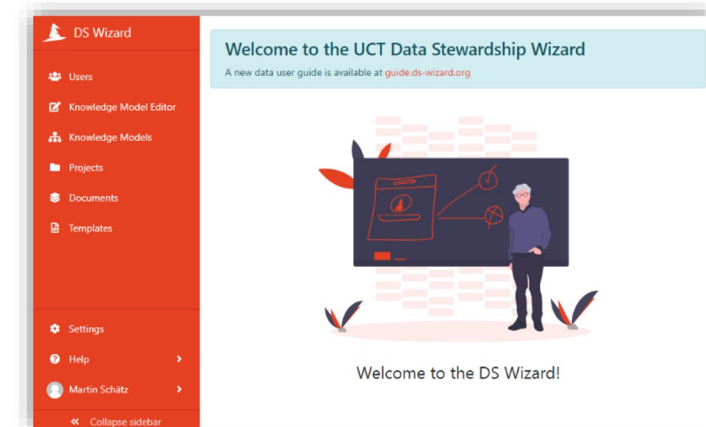 DS Wizard
Users
Knowledge Model Editor
Knowledge Models
Projects
Documents
Templates
Settings
Help
Martin Schätz
Collapse sidebar
Welcome to the UCT Data Stewardship Wizard
A new data user guide is available at guide.ds-wizard.org
Welcome to the DS Wizard!